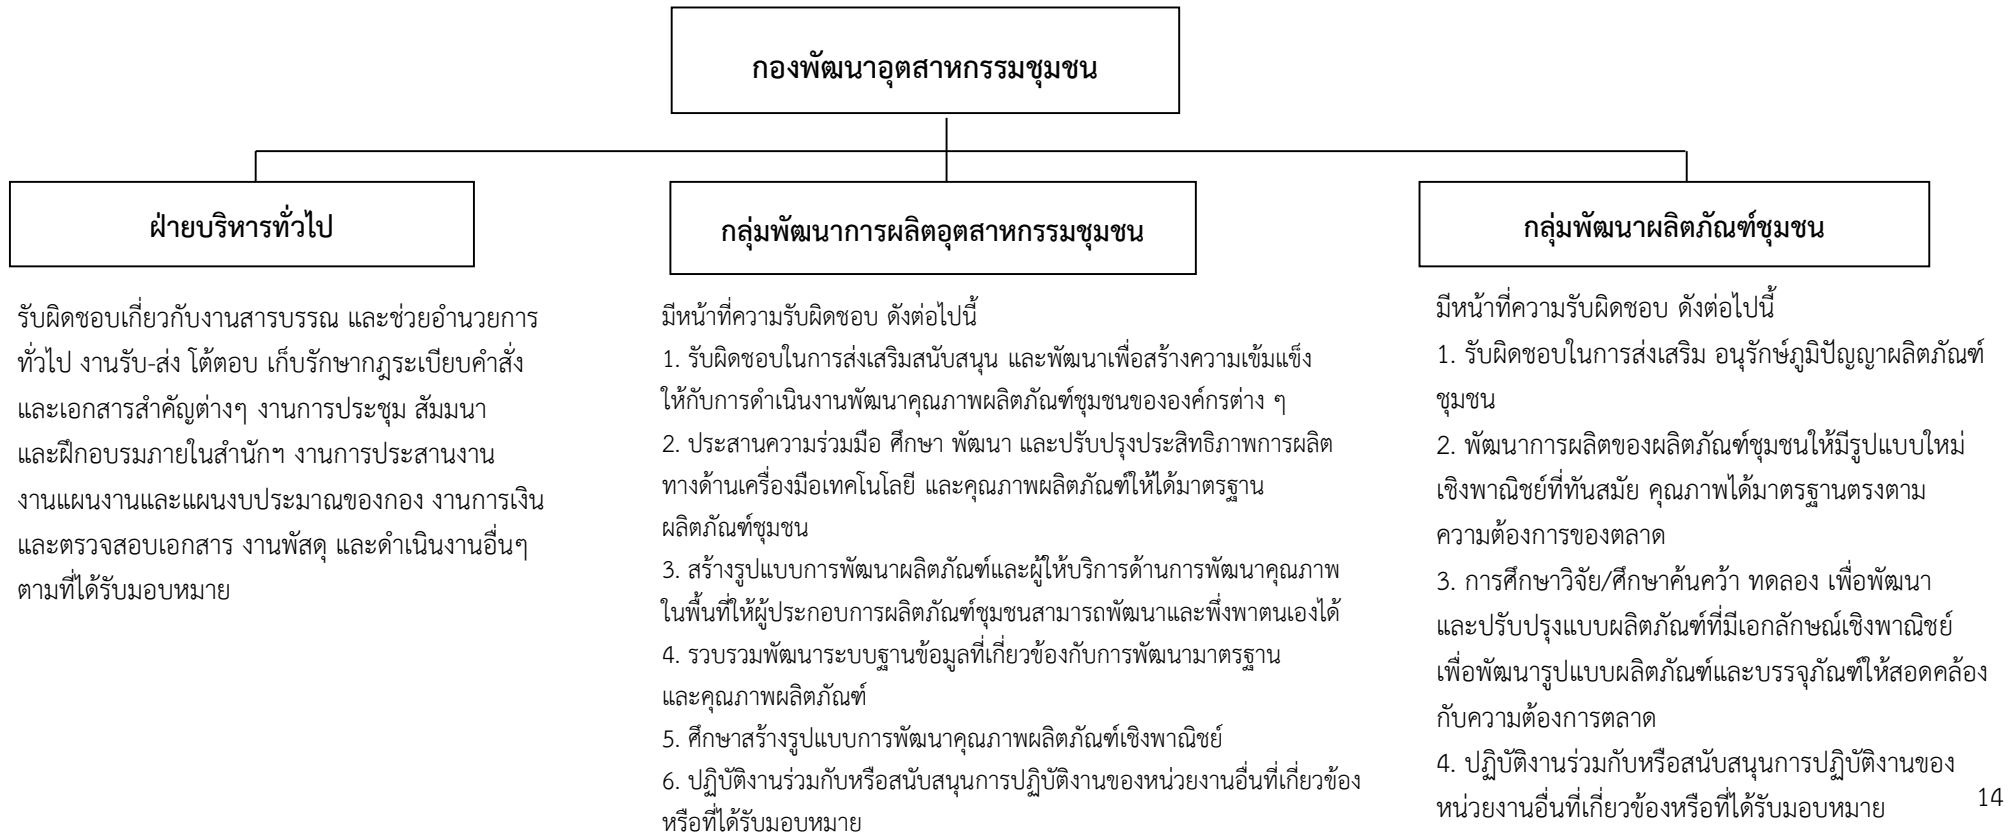 กองพัฒนาอุตสาหกรรมชุมชน
ฝ่ายบริหารทั่วไป
รับผิดชอบเกี่ยวกับงานสารบรรณ และช่วยอำนวยการ
ทั่วไป งานรับ-ส่ง โต้ตอบ เก็บรักษากฎระเบียบคำสั่ง
และเอกสารสำคัญต่างๆ งานการประชุม สัมมนา
และฝึกอบรมภายในสำนักฯ งานการประสานงาน
งานแผนงานและแผนงบประมาณของกอง งานการเงิน
และตรวจสอบเอกสาร งานพัสดุ และดำเนินงานอื่นๆ
ตามที่ได้รับมอบหมาย
กลุ่มพัฒนาการผลิตอุตสาหกรรมชุมชน
มีหน้าที่ความรับผิดชอบ ดังต่อไปนี้
1. รับผิดชอบในการส่งเสริมสนับสนุน และพัฒนาเพื่อสร้างความเข้มแข็ง
ให้กับการดำเนินงานพัฒนาคุณภาพผลิตภัณฑ์ชุมชนขององค์กรต่าง ๆ
2. ประสานความร่วมมือ ศึกษา พัฒนา และปรับปรุงประสิทธิภาพการผลิต
ทางด้านเครื่องมือเทคโนโลยี และคุณภาพผลิตภัณฑ์ให้ได้มาตรฐาน
ผลิตภัณฑ์ชุมชน
3. สร้างรูปแบบการพัฒนาผลิตภัณฑ์และผู้ให้บริการด้านการพัฒนาคุณภาพ
ในพื้นที่ให้ผู้ประกอบการผลิตภัณฑ์ชุมชนสามารถพัฒนาและพึ่งพาตนเองได้
4. รวบรวมพัฒนาระบบฐานข้อมูลที่เกี่ยวข้องกับการพัฒนามาตรฐาน
และคุณภาพผลิตภัณฑ์
5. ศึกษาสร้างรูปแบบการพัฒนาคุณภาพผลิตภัณฑ์เชิงพาณิชย์
6. ปฏิบัติงานร่วมกับหรือสนับสนุนการปฏิบัติงานของหน่วยงานอื่นที่เกี่ยวข้อง
หรือที่ได้รับมอบหมาย
กลุ่มพัฒนาผลิตภัณฑ์ชุมชน
มีหน้าที่ความรับผิดชอบ ดังต่อไปนี้
1. รับผิดชอบในการส่งเสริม อนุรักษ์ภูมิปัญญาผลิตภัณฑ์
ชุมชน
2. พัฒนาการผลิตของผลิตภัณฑ์ชุมชนให้มีรูปแบบใหม่
เชิงพาณิชย์ที่ทันสมัย คุณภาพได้มาตรฐานตรงตาม
ความต้องการของตลาด
3. การศึกษาวิจัย/ศึกษาค้นคว้า ทดลอง เพื่อพัฒนา
และปรับปรุงแบบผลิตภัณฑ์ที่มีเอกลักษณ์เชิงพาณิชย์
เพื่อพัฒนารูปแบบผลิตภัณฑ์และบรรจุภัณฑ์ให้สอดคล้อง
กับความต้องการตลาด
4. ปฏิบัติงานร่วมกับหรือสนับสนุนการปฏิบัติงานของ
หน่วยงานอื่นที่เกี่ยวข้องหรือที่ได้รับมอบหมาย
14